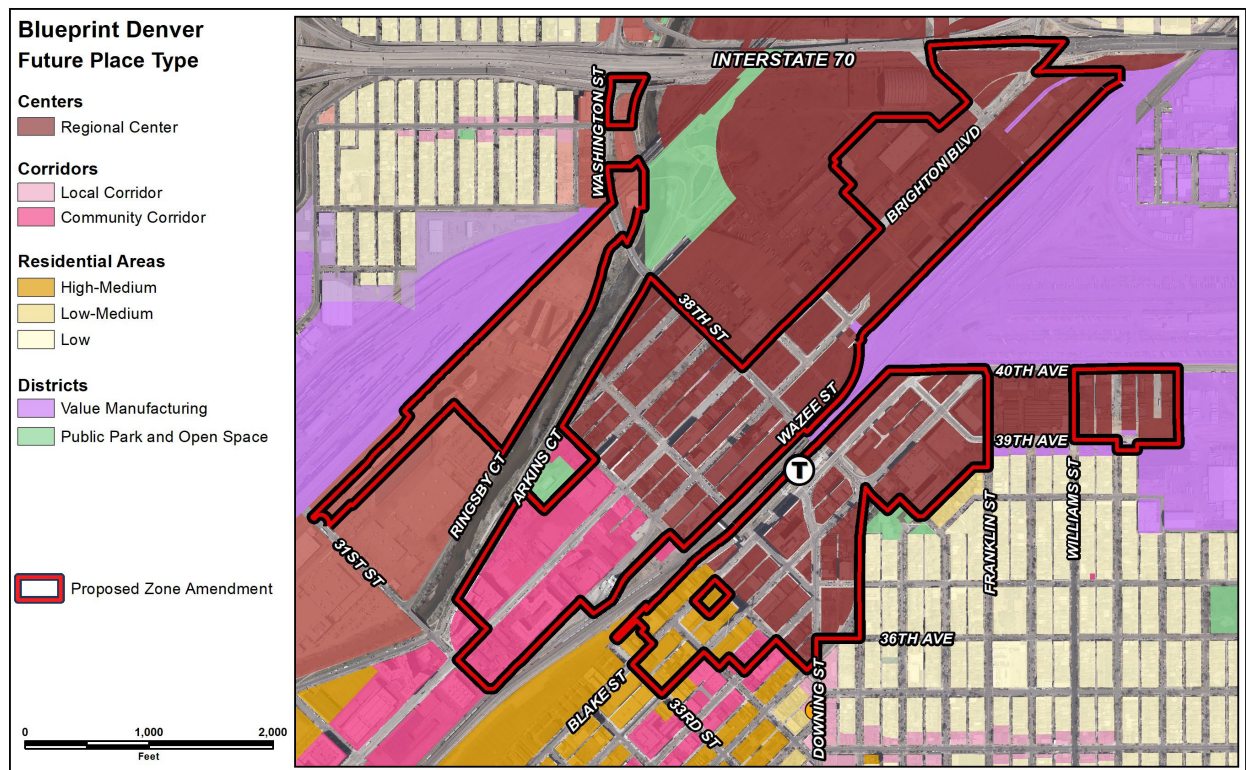 Blueprint Denver
Future Place Type
Centers
Regional Center
Corridors
Local Corridor
Community Corridor
Residential Areas
High-Medium
Low-Medium
Low
Districts
Value Manufacturing
Public Park and Open Space
Proposed Zone Amendment
0 1,000 2,000
Feet
INTERSTATE 70
WASHINGTON ST
BRIGHTON BLVD
38TH ST
40TH AVE
WAZEE ST
39TH AVE
T
RINGSBY CT
ARKINS CT
31ST ST
FRANKLIN ST
WILLIAMS ST
36TH AVE
BLAKE ST
33RD ST
DOWNING ST